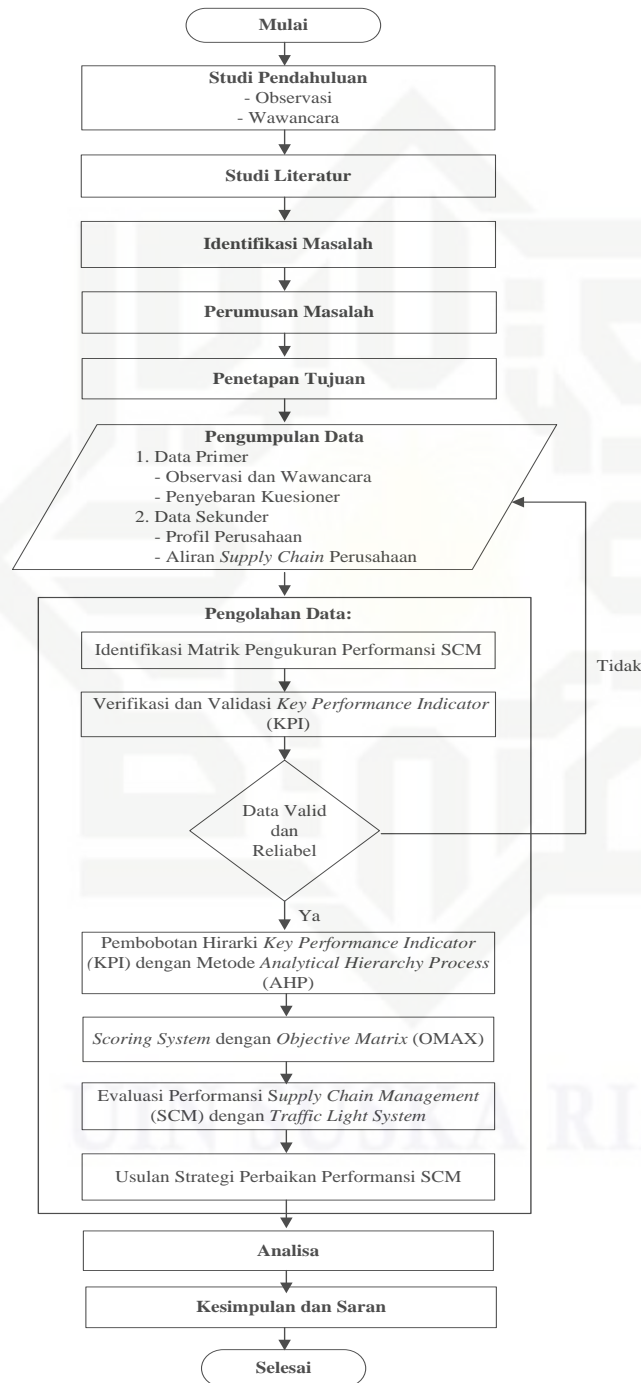 Mulai
Studi Pendahuluan
- Observasi
- Wawancara
Studi Literatur
Identifikasi Masalah
Perumusan Masalah
Penetapan Tujuan
Pengumpulan Data
1. Data Primer
- Observasi dan Wawancara
- Penyebaran Kuesioner
2. Data Sekunder
- Profil Perusahaan
- Aliran Supply Chain Perusahaan
Pengolahan Data:
Identifikasi Matrik Pengukuran Performansi SCM
Tidak
Verifikasi dan Validasi Key Performance Indicator
(KPI)
Data Valid
dan
Reliabel
Ya
Pembobotan Hirarki Key Performance Indicator
(KPI) dengan Metode Analytical Hierarchy Process
(AHP)
Scoring System dengan Objective Matrix (OMAX)
Evaluasi Performansi Supply Chain Management
(SCM) dengan Traffic Light System
UIN SUSKA RI
Usulan Strategi Perbaikan Performansi SCM
Analisa
Kesimpulan dan Saran
Selesai